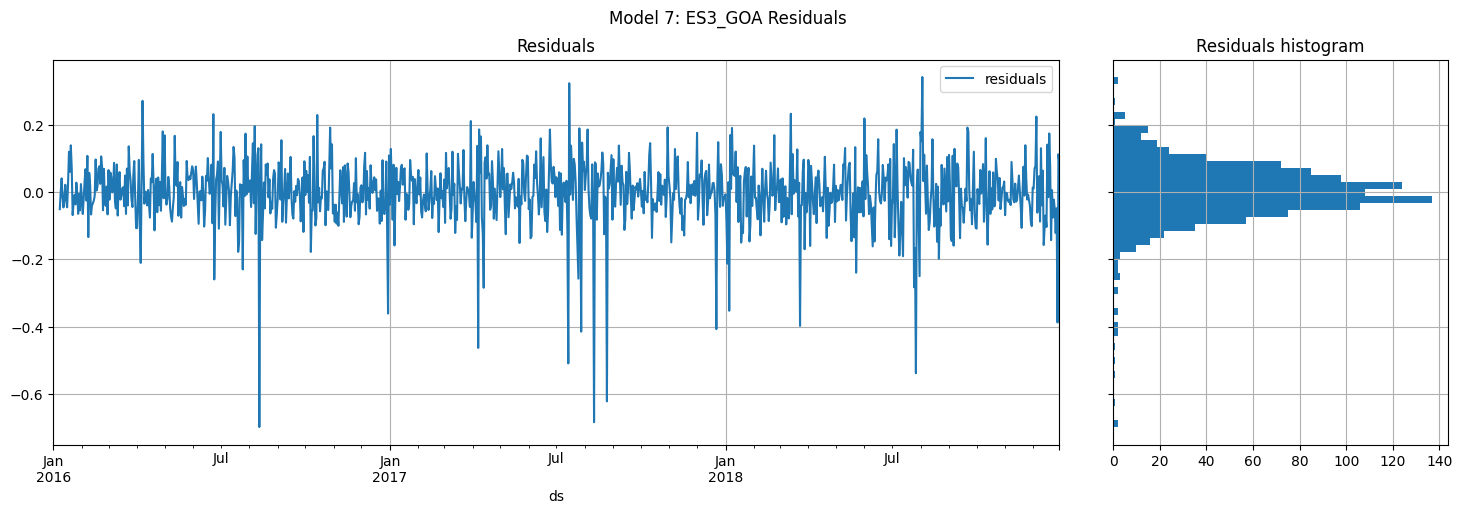 Model 7: ES3_GOA Residuals
Residuals
residuals
0.2
0.0
−0.2
−0.4
−0.6
Jan
2016
Jul
Jan
2017
Jul
Jan
2018
Jul
ds
Residuals histogram
0 20 40 60 80 100 120 140